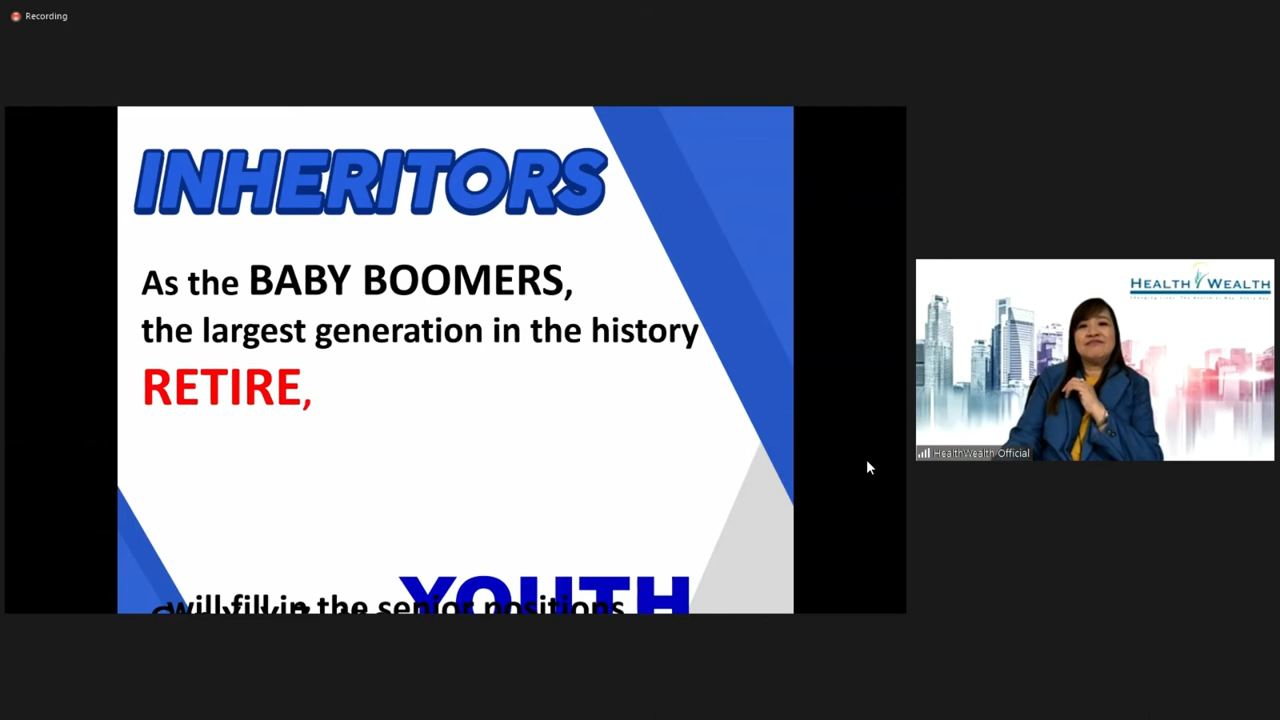 Recording
INHERITORS
As the BABY BOOMERS,
the largest generation in the history
RETIRE,
YOUTH
will fill in the senior positions
HEALTH WEALTH
HealthWealth Official